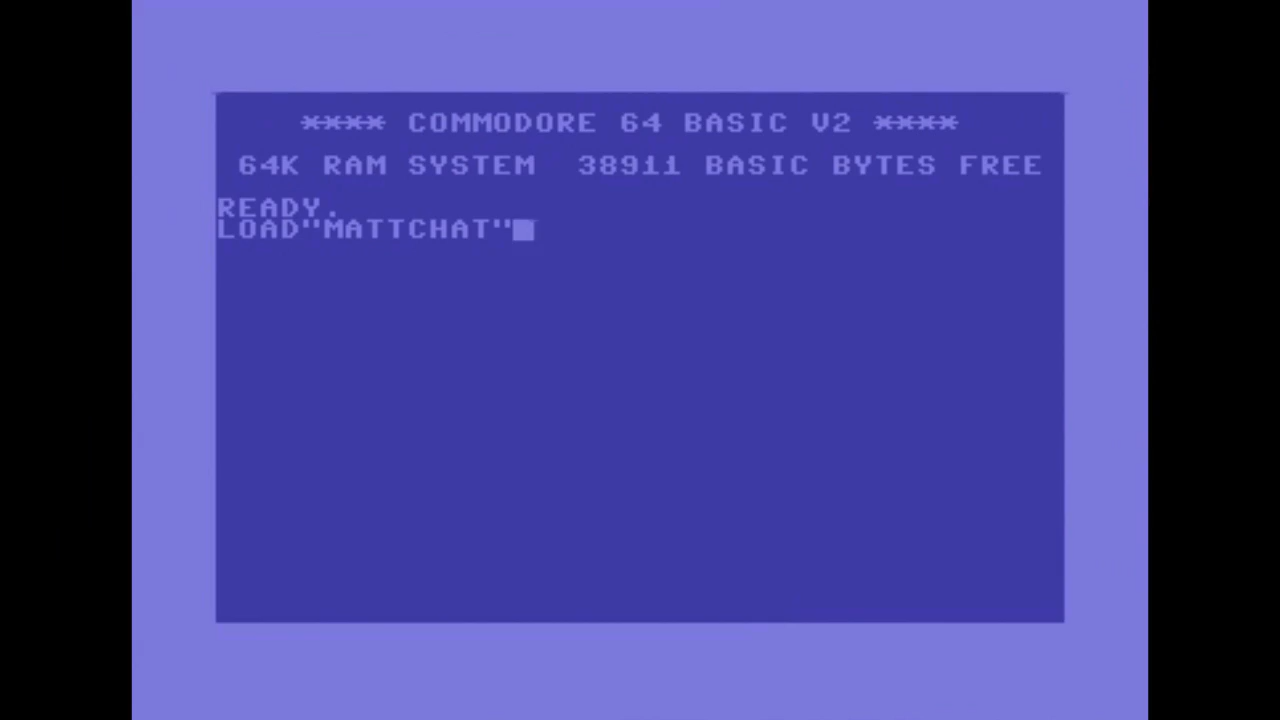 **** COMMODORE 64 BASIC V2 ****
64K RAM SYSTEM  38911 BASIC BYTES FREE
READY.
LOAD"MATTCHAT"